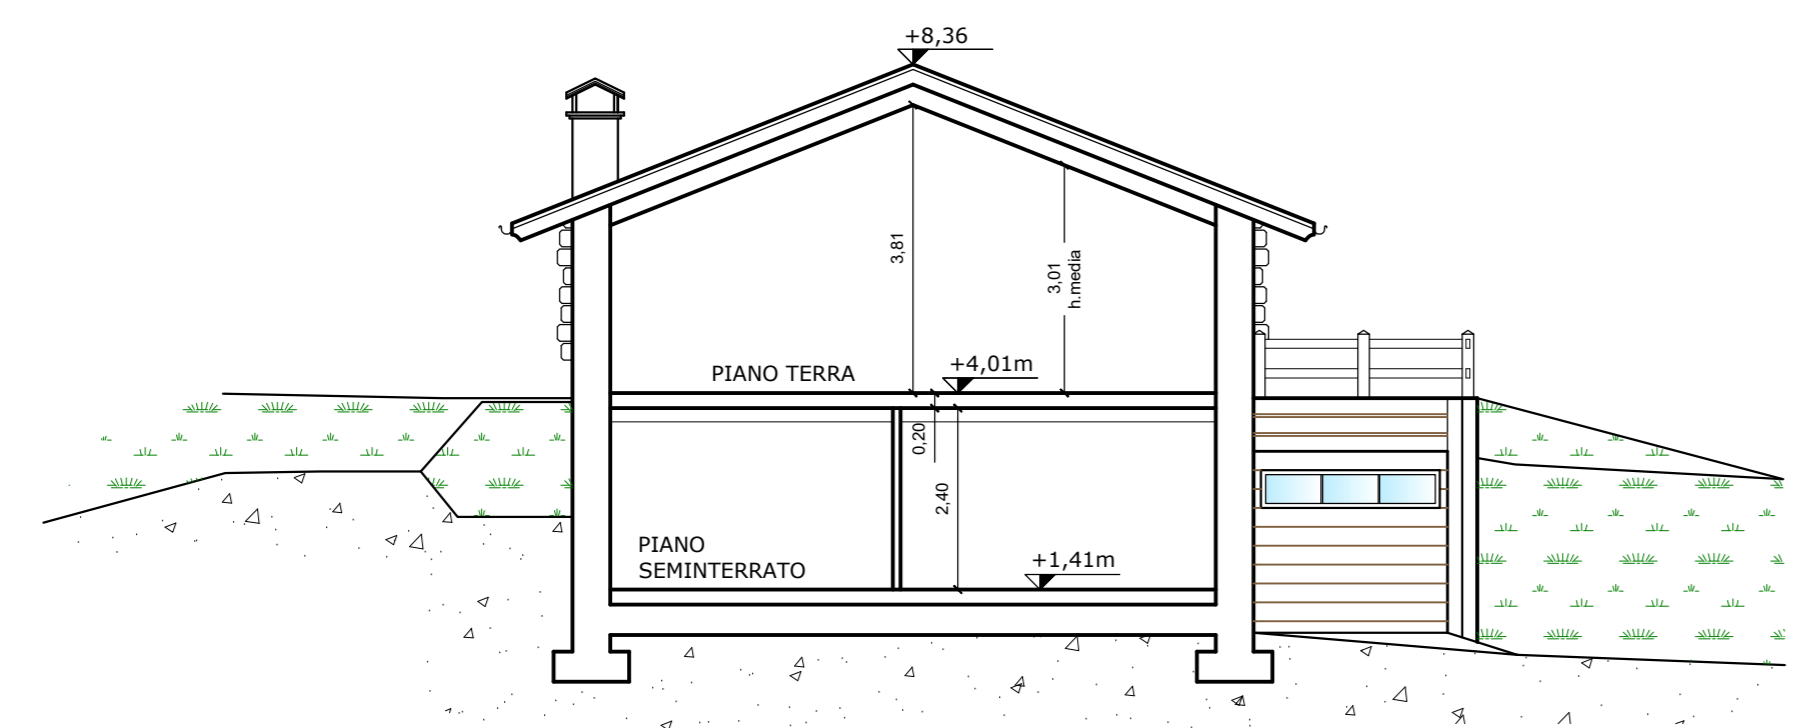 +8,36
3,81
3,01
h.media
PIANO TERRA
+4,01m
0,20
2,40
PIANO
SEMINTERRATO
+1,41m